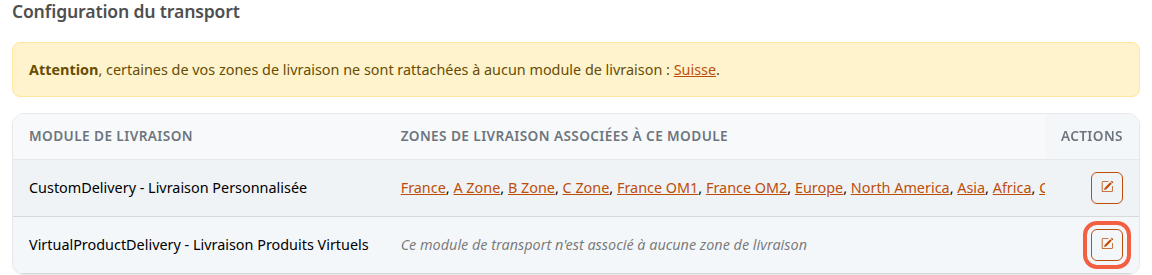 Configuration du transport
Attention, certaines de vos zones de livraison ne sont rattachées à aucun module de livraison : Suisse.
MODULE DE LIVRAISON ZONES DE LIVRAISON ASSOCIÉES À CE MODULE ACTIONS
CustomDelivery - Livraison Personnalisée France, A Zone, B Zone, C Zone, France OM1, France OM2, Europe, North America, Asia, Africa,
VirtualProductDelivery - Livraison Produits Virtuels Ce module de transport n'est associé à aucune zone de livraison